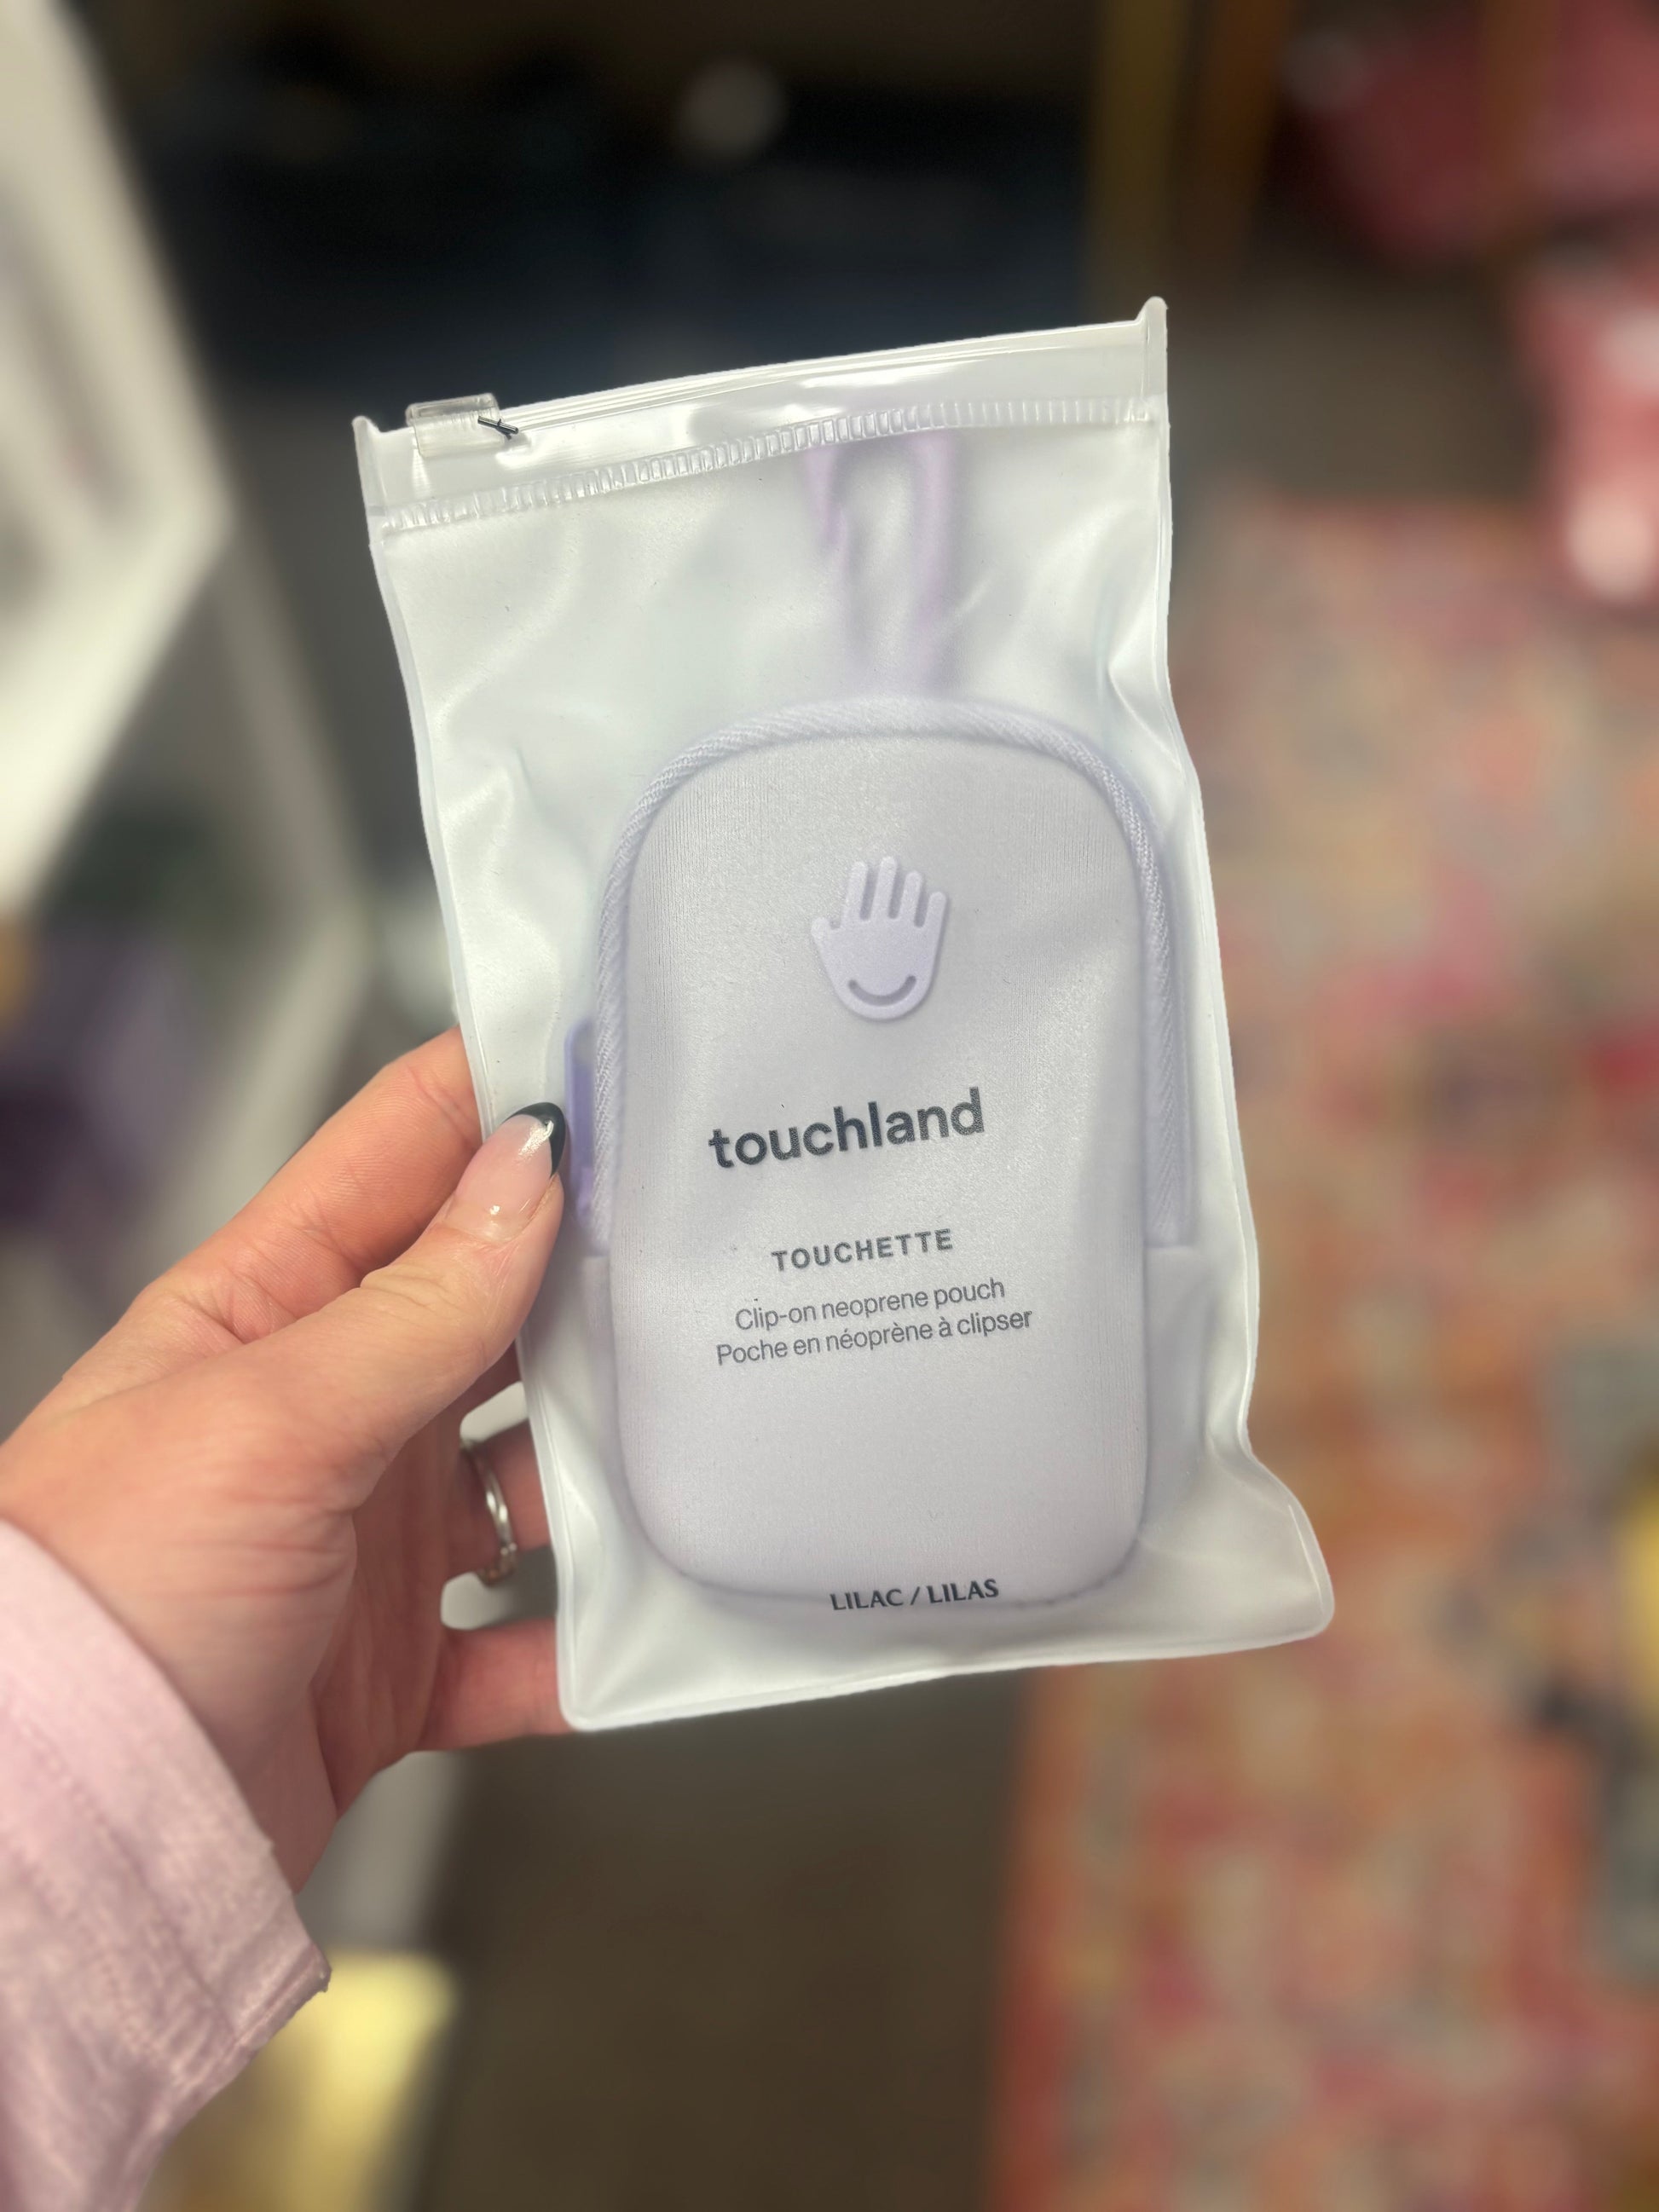 touchland
TOUCHETTE
Clip-on neoprene pouch
Poche en néoprène à clipser
LILAC / LILAS